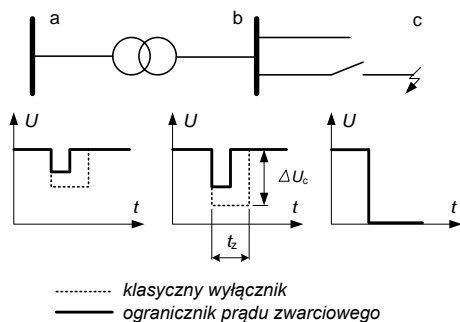 a b c
U U U
ΔUc
t t t
tz
klasyczny wyłącznik
ogranicznik prądu zwarciowego